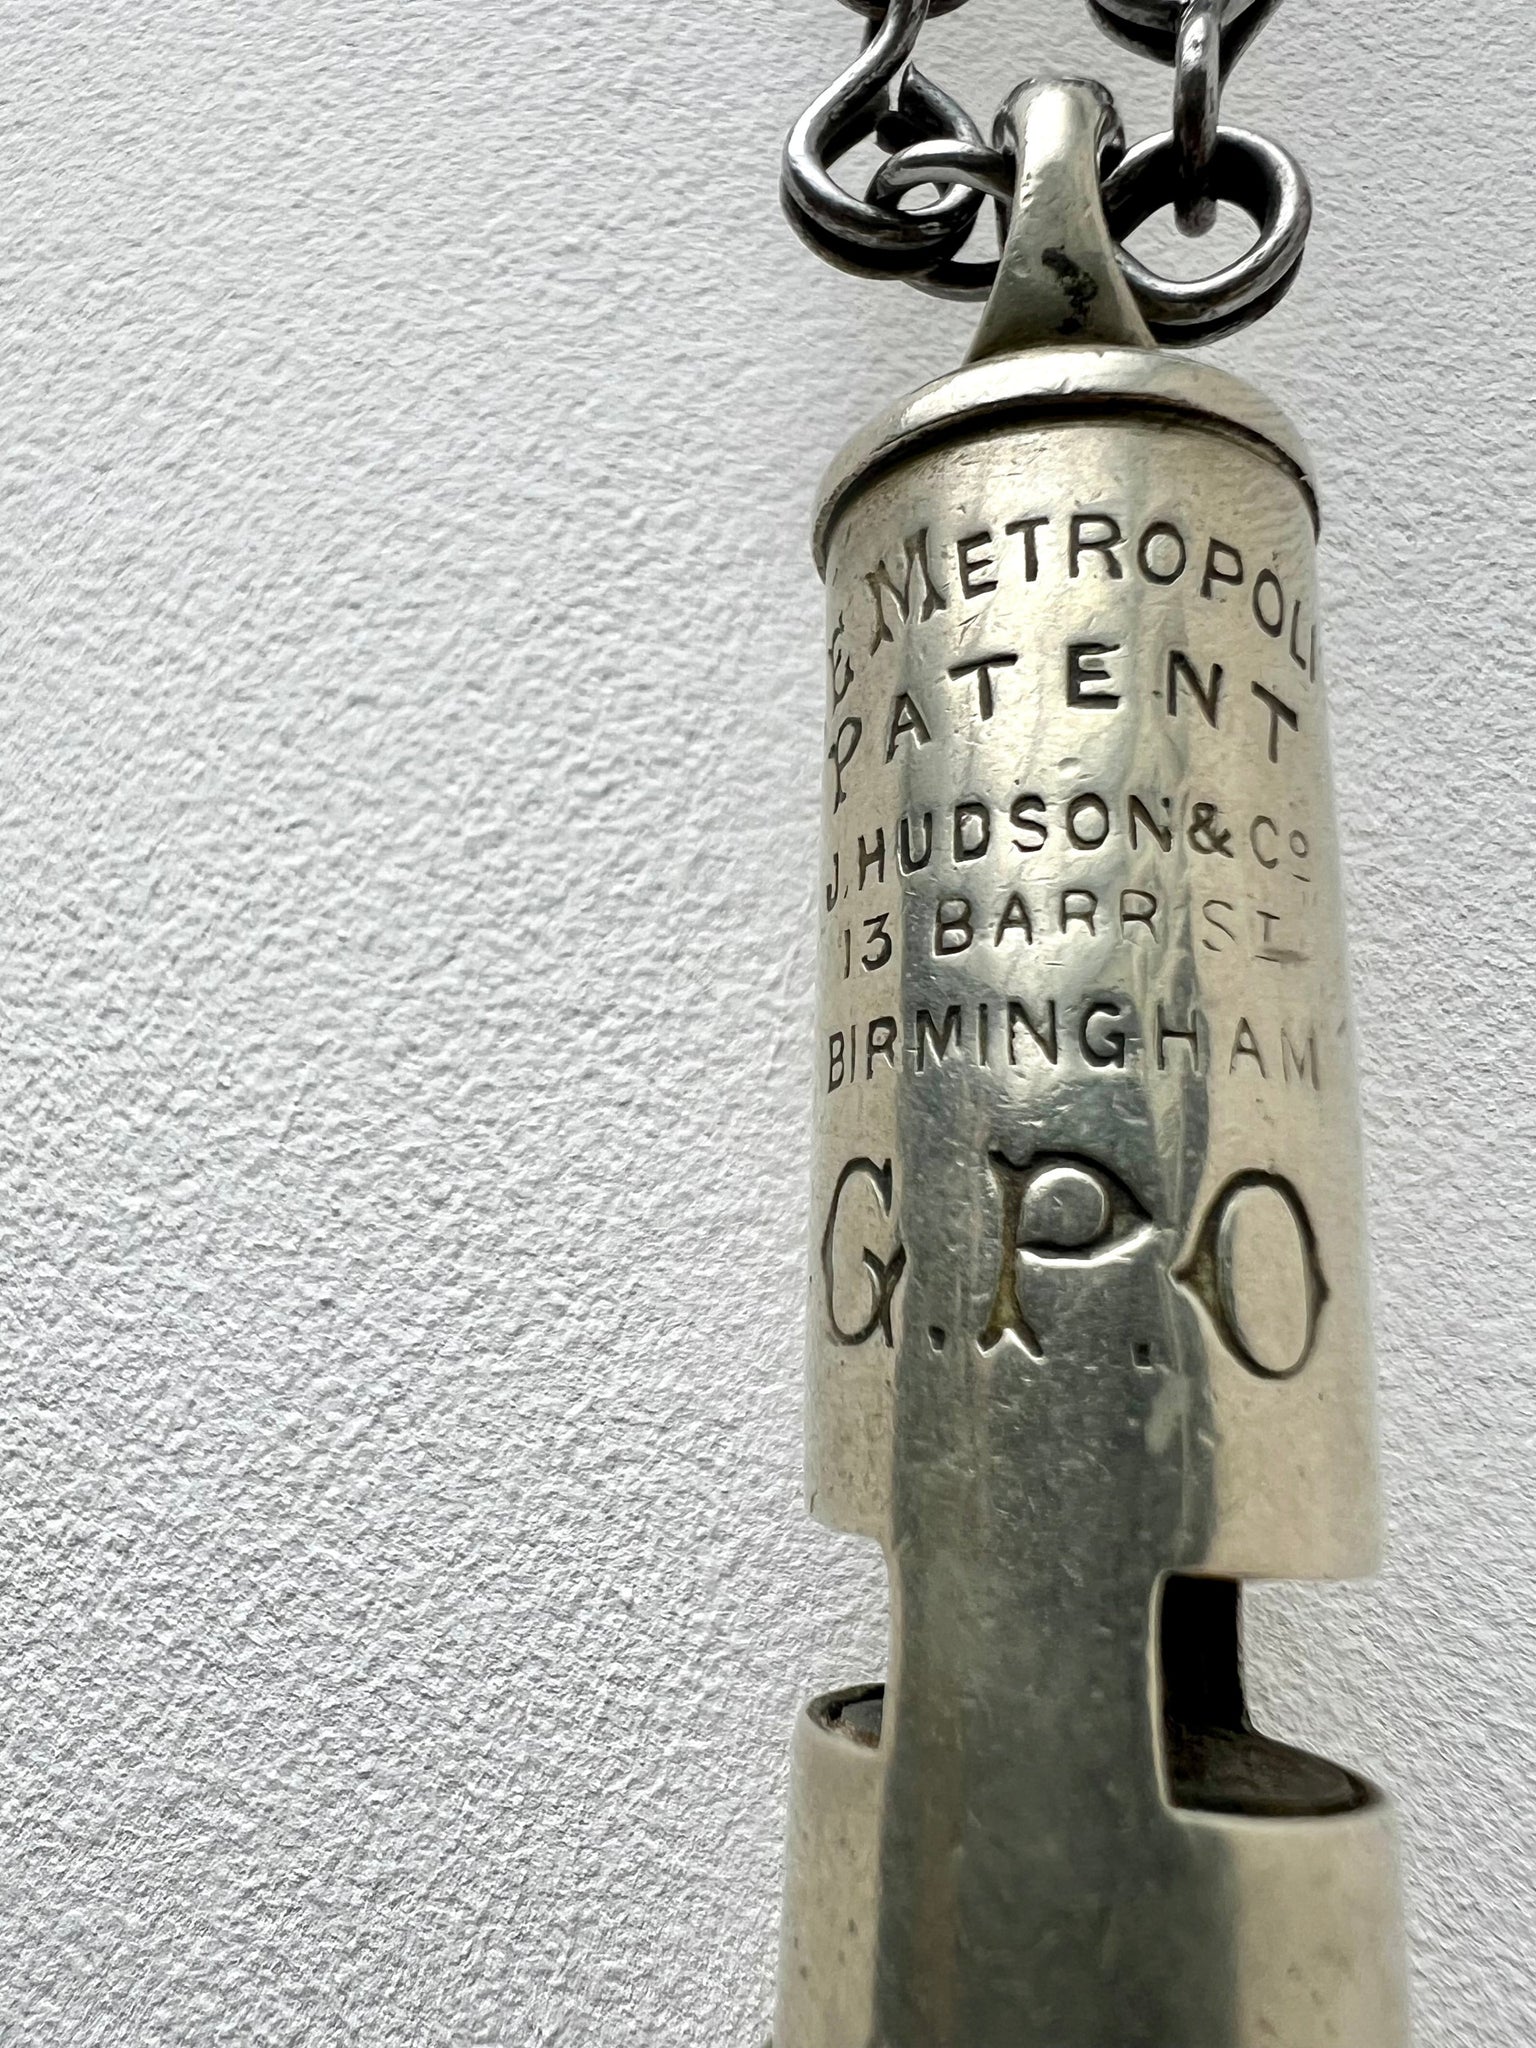 E METROPOLI
PATENT
J. HUDSON & Co
13 BARR ST
BIRMINGHAM
G.P.O